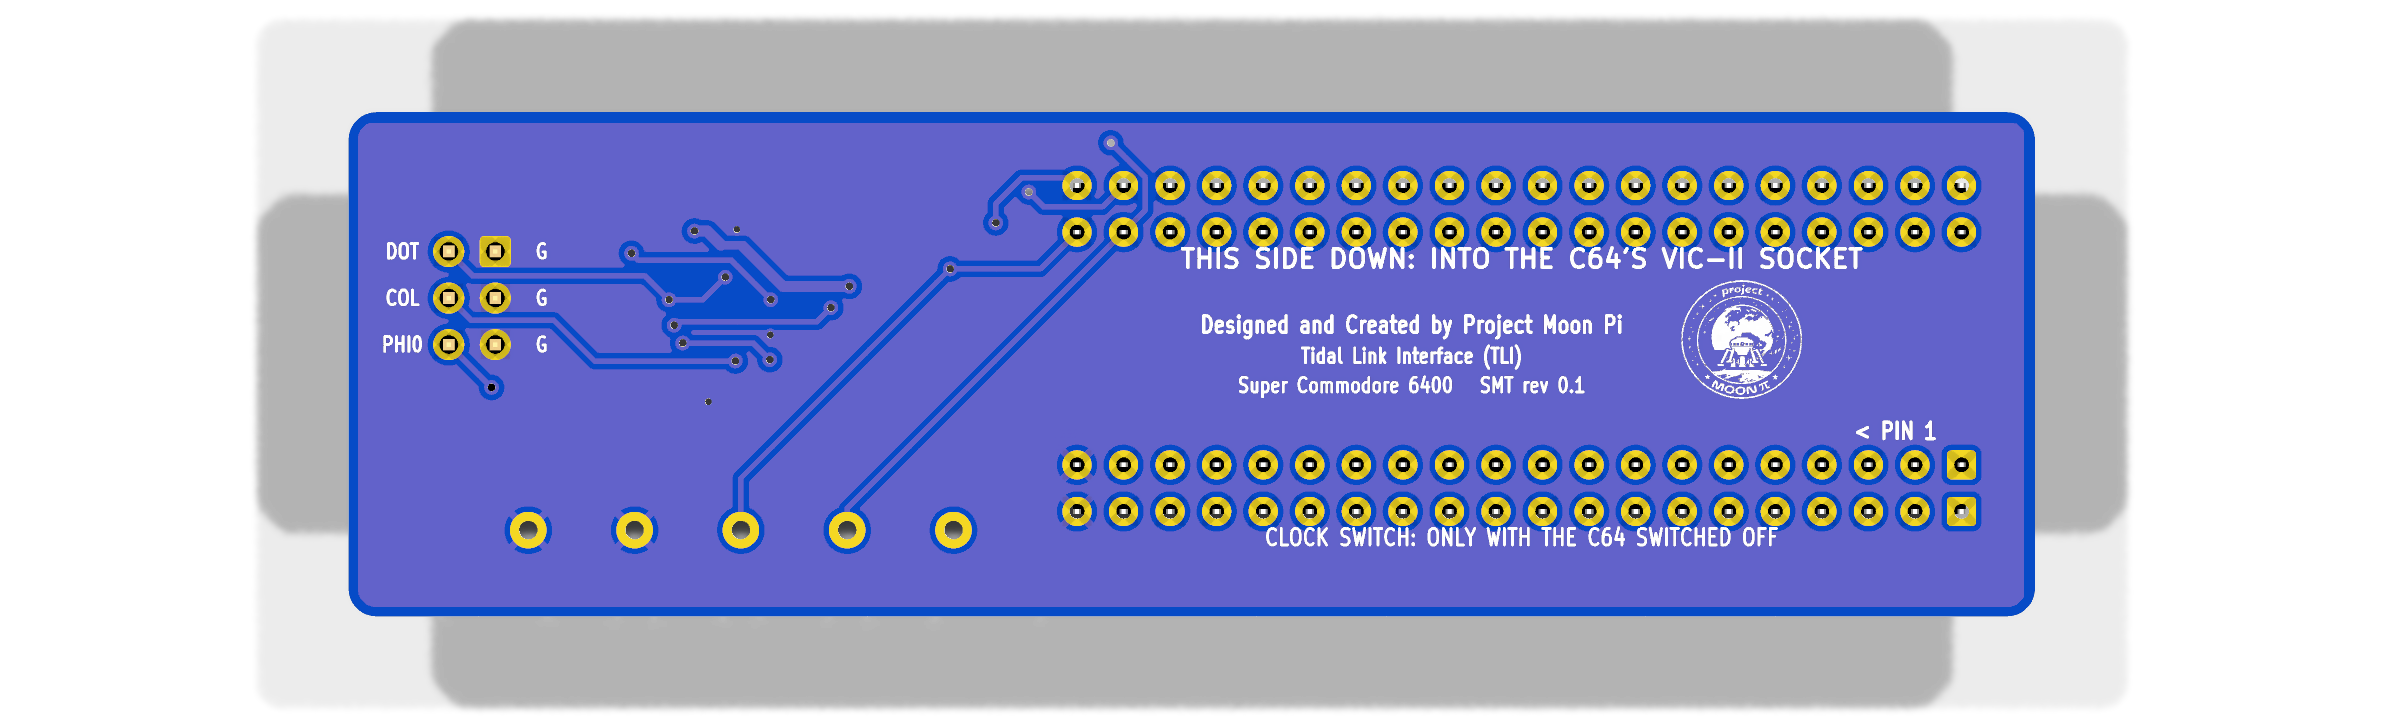 DOT G
COL G
PHI0 G
THIS SIDE DOWN: INTO THE C64'S VIC-II SOCKET
Designed and Created by Project Moon Pi
Tidal Link Interface (TLI)
Super Commodore 6400 SMT rev 0.1
project
MOON π
< PIN 1
CLOCK SWITCH: ONLY WITH THE C64 SWITCHED OFF